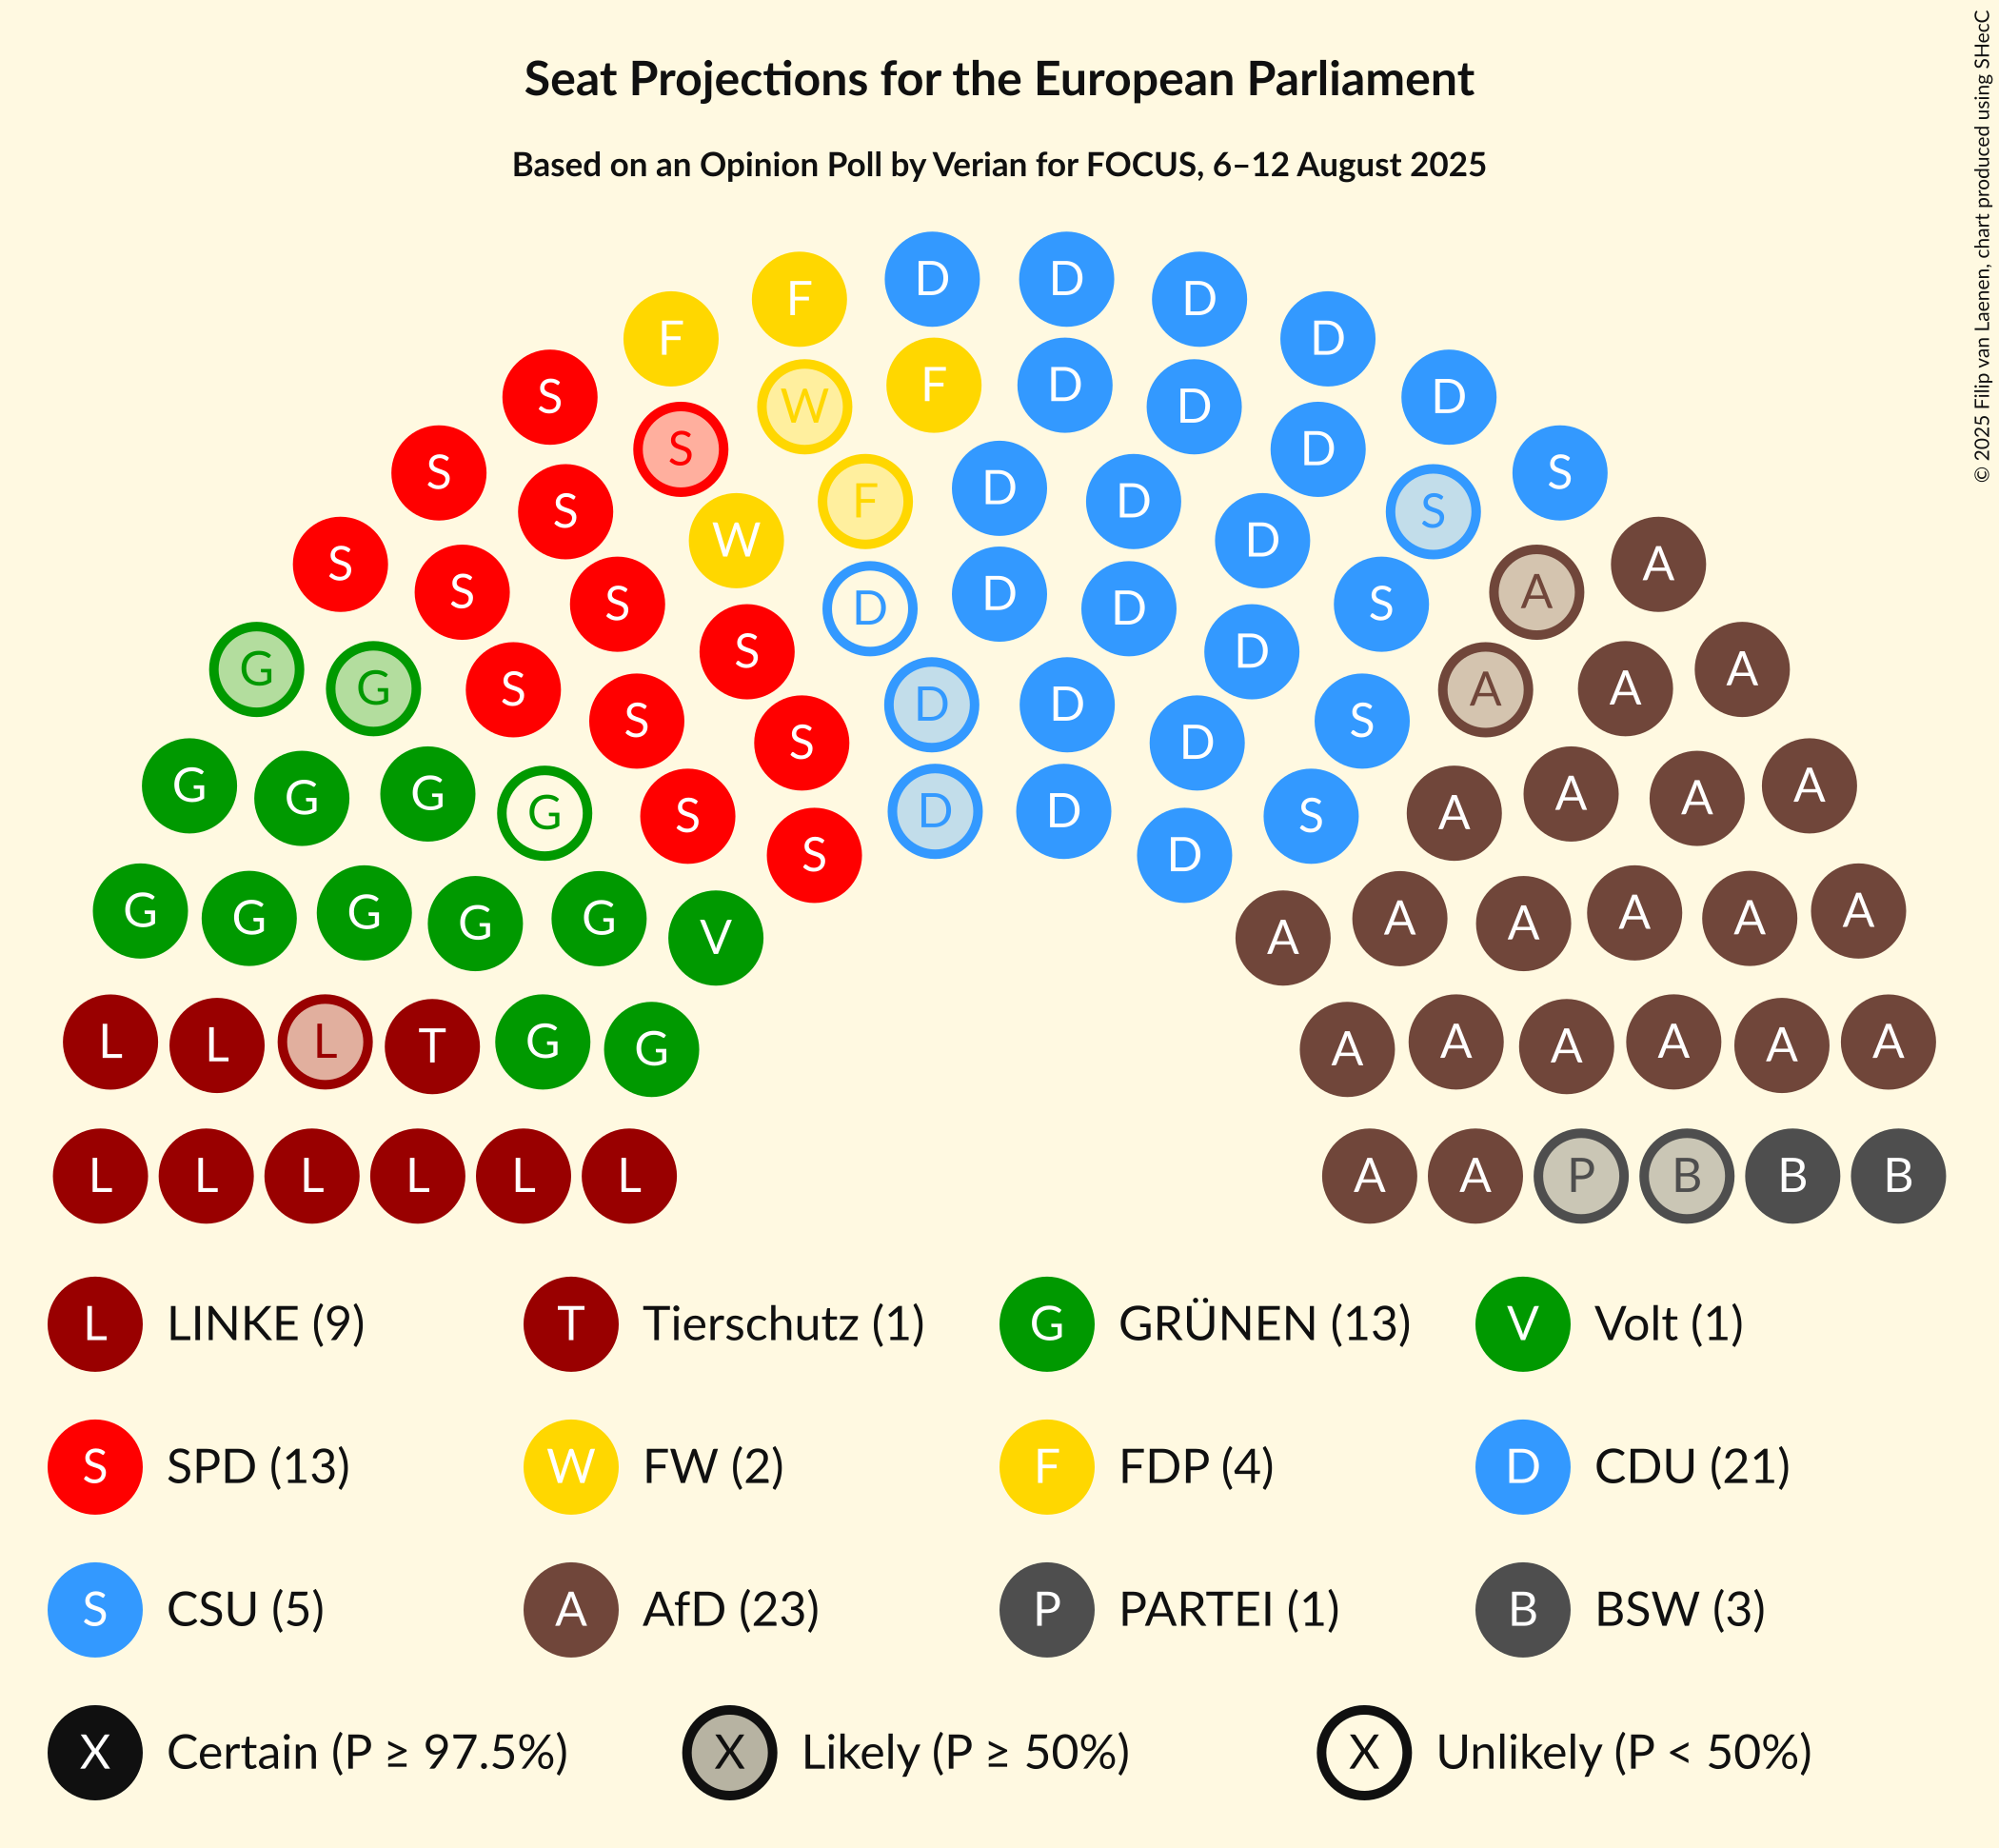 © 2025 Filip van Laenen, chart produced using SHecC
Seat Projections for the European Parliament
Based on an Opinion Poll by Verian for FOCUS, 6–12 August 2025
F D D D
F D
F D
S D
W D
S D
S S
D
F D
S S
W D
S A
S D A
S D D S
S D
G A
G S A A
D D
S S
S D
G A
G G A A
G S D D S A
S D
G G G G G V A A A A A A
L L L T G G A A A A A A
L L L L L L A A P B B B
L LINKE (9) T Tierschutz (1) G GRÜNEN (13) V Volt (1)
S SPD (13) W FW (2) F FDP (4) D CDU (21)
S CSU (5) A AfD (23) P PARTEI (1) B BSW (3)
X Certain (P ≥ 97.5%) X Likely (P ≥ 50%) X Unlikely (P < 50%)